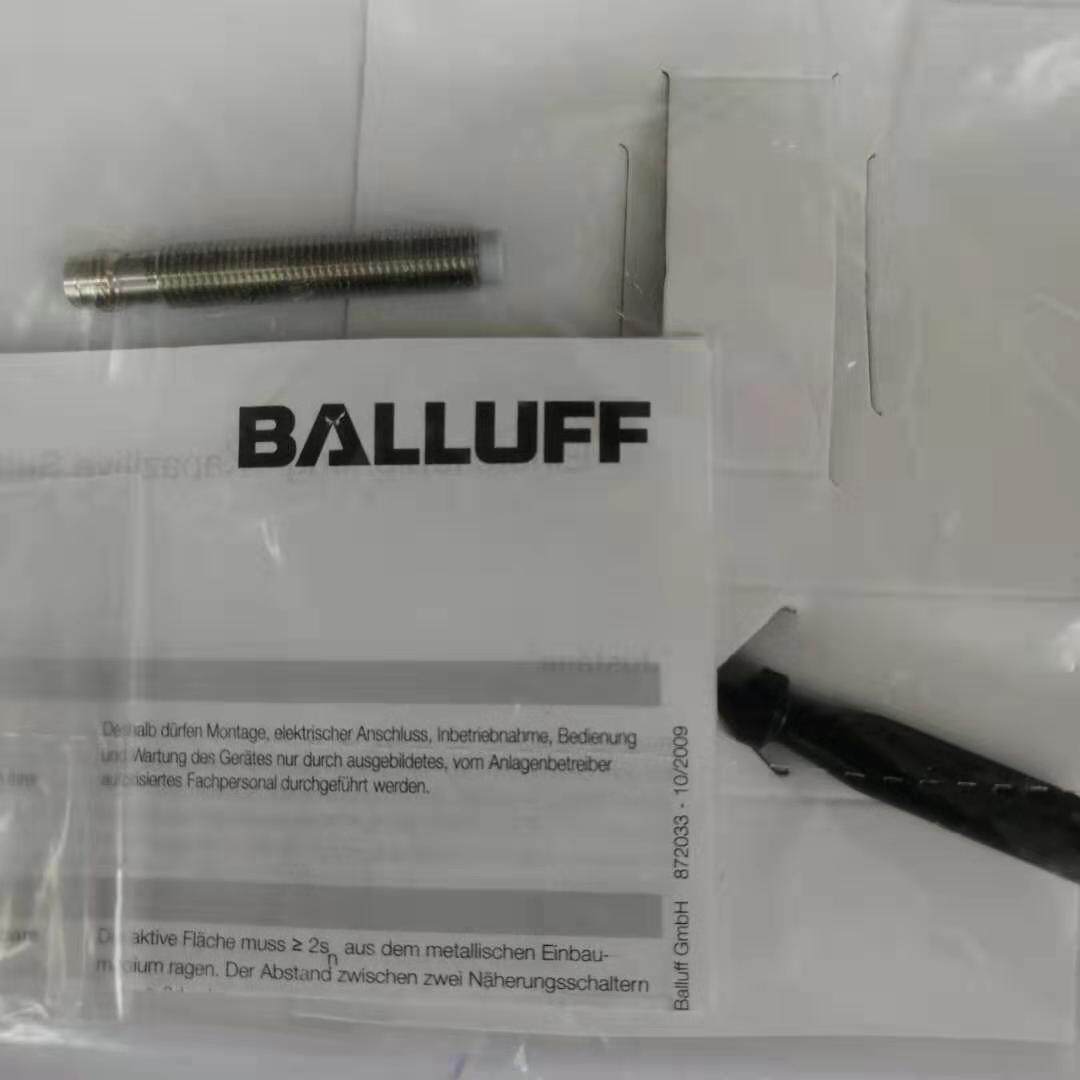 BALLUFF
Deshalb dürfen Montage, elektrischer Anschluss, Inbetriebnahme, Bedienung
und Wartung des Gerätes nur durch ausgebildetes, vom Anlagenbetreiber
autorisiertes Fachpersonal durchgeführt werden.
Die aktive Fläche muss ≥ 2sn aus dem metallischen Einbau-
medium ragen. Der Abstand zwischen zwei Näherungsschaltern
Balluff GmbH 872033 - 10/2009